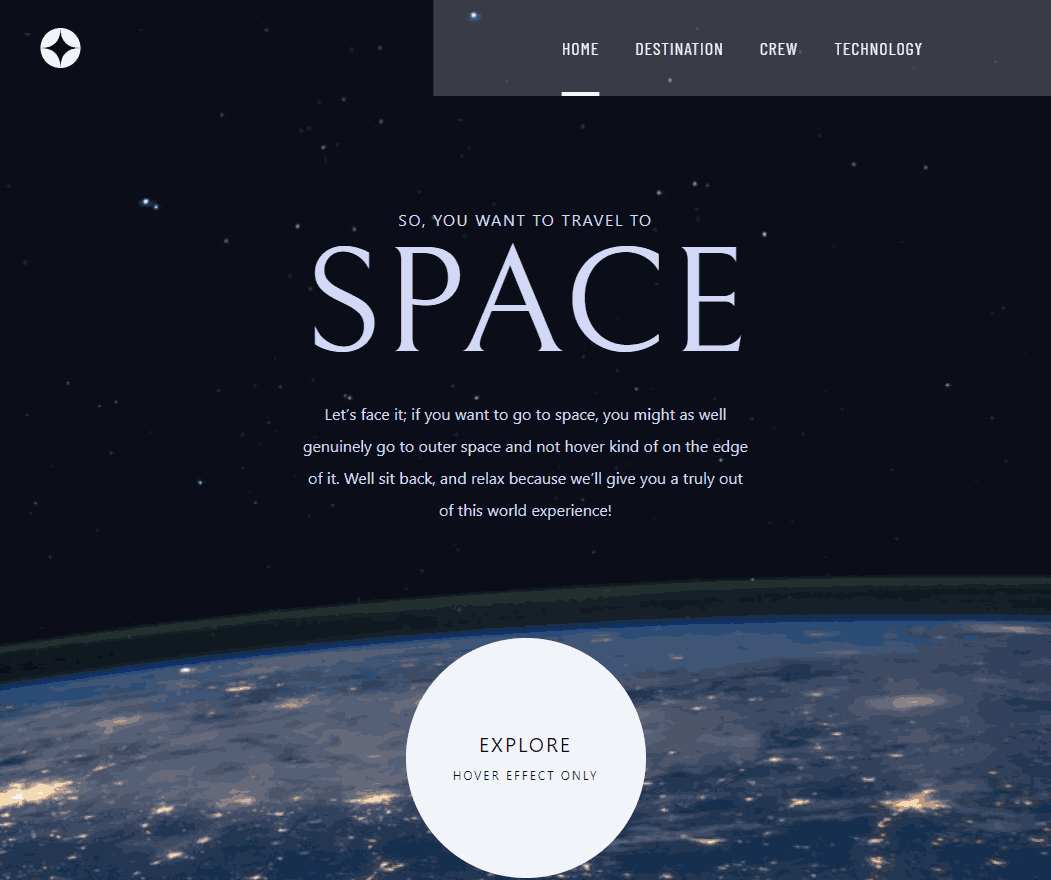 HOME DESTINATION CREW TECHNOLOGY
SO, YOU WANT TO TRAVEL TO
SPACE
Let’s face it; if you want to go to space, you might as well
genuinely go to outer space and not hover kind of on the edge
of it. Well sit back, and relax because we’ll give you a truly out
of this world experience!
EXPLORE
HOVER EFFECT ONLY